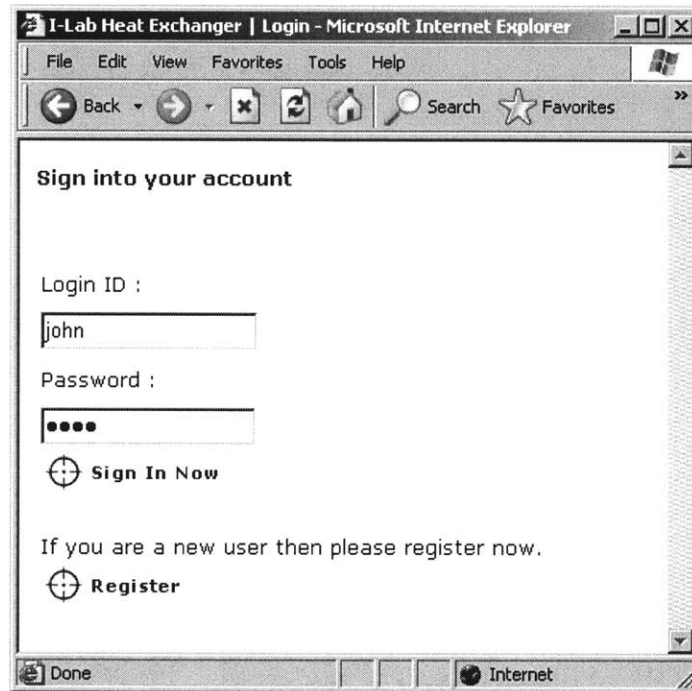 I-Lab Heat Exchanger | Login - Microsoft Internet Explorer
File Edit View Favorites Tools Help
Back Search Favorites »
Sign into your account
Login ID :
john
Password :
••••
Sign In Now
If you are a new user then please register now.
Register
Done Internet